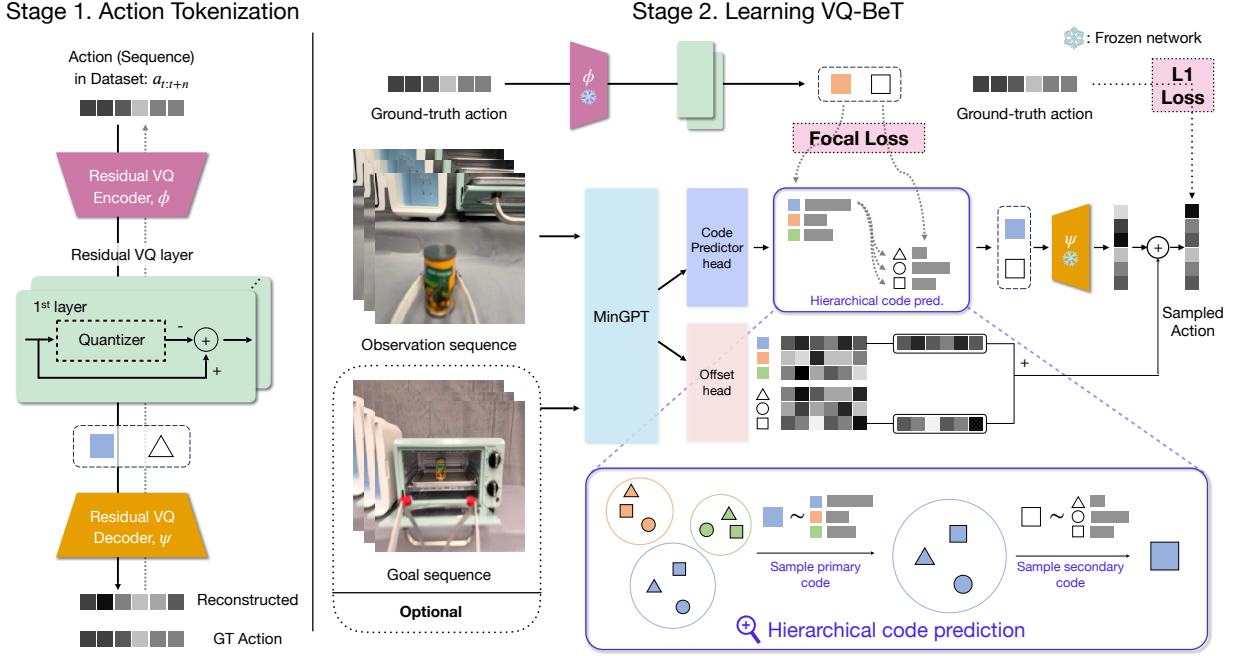 Stage 1. Action Tokenization
Action (Sequence)
in Dataset: a_{t:t+n}
Residual VQ
Encoder, ϕ
Residual VQ layer
1st layer
Quantizer
-
+
+
Residual VQ
Decoder, ψ
Reconstructed
GT Action
Stage 2. Learning VQ-BeT
: Frozen network
Ground-truth action
ϕ
Focal Loss
Ground-truth action
L1
Loss
Observation sequence
Goal sequence
Optional
MinGPT
Code
Predictor
head
Offset
head
Hierarchical code pred.
ψ
+
Sampled
Action
+
~
Sample primary
code
~
Sample secondary
code
Hierarchical code prediction